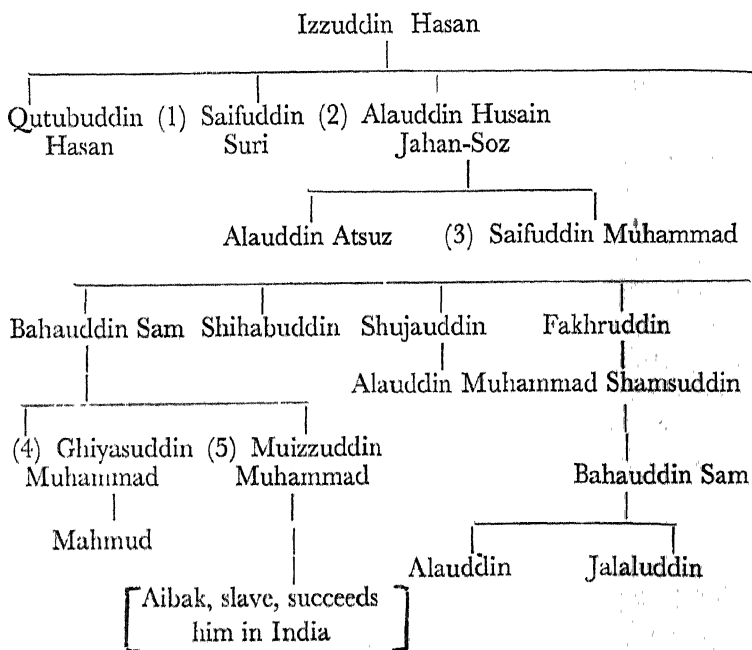 Izzuddin Hasan
Qutubuddin (1) Saifuddin (2) Alauddin Husain
Hasan Suri Jahan-Soz
Alauddin Atsuz (3) Saifuddin Muhammad
Bahauddin Sam Shihabuddin Shujauddin Fakhruddin
Alauddin Muhammad Shamsuddin
(4) Ghiyasuddin (5) Muizzuddin
Muhammad Muhammad Bahauddin Sam
Mahmud
Alauddin Jalaluddin
[Aibak, slave, succeeds
him in India]